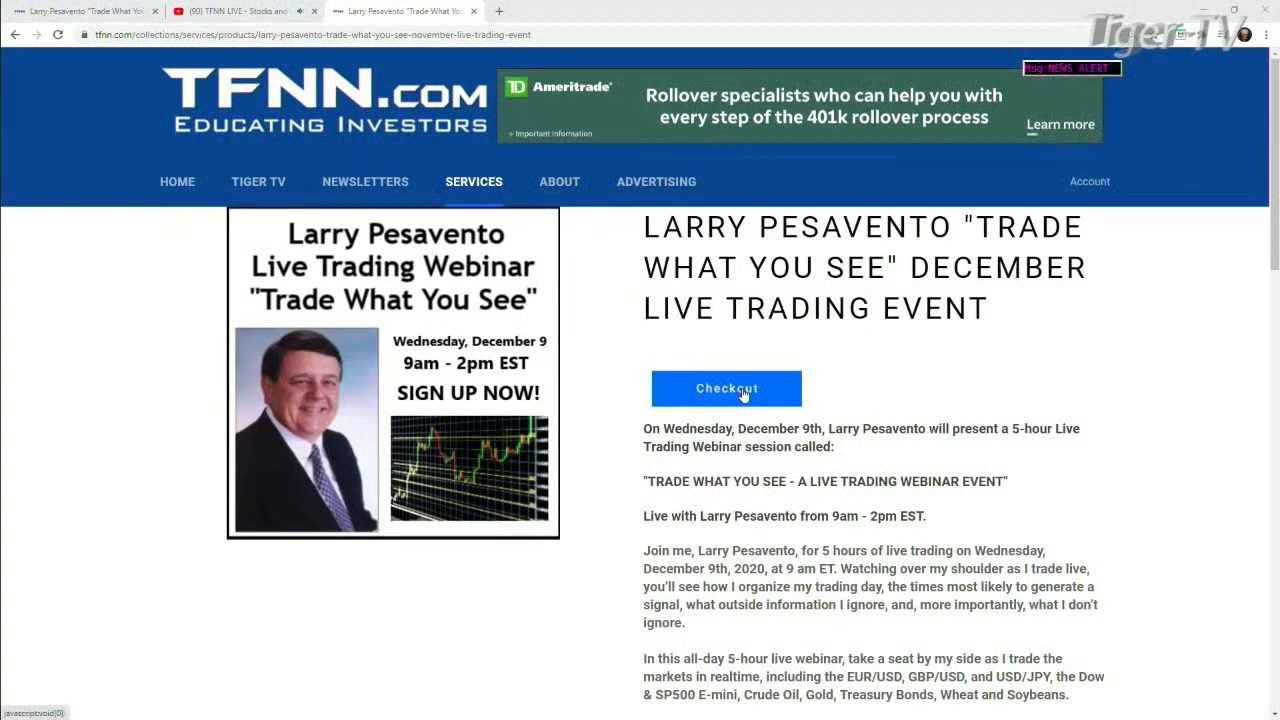 Larry Pesavento "Trade What You
(90) TFNN LIVE - Stocks and
Larry Pesavento "Trade What You
Tiger TV
tfnn.com/collections/services/products/larry-pesavento-trade-what-you-see-november-live-trading-event
Msg:NEWS ALERT
TFNN.COM
EDUCATING INVESTORS
TD Ameritrade
Rollover specialists who can help you with
every step of the 401k rollover process
+ Important Information
Learn more
HOME
TIGER TV
NEWSLETTERS
SERVICES
ABOUT
ADVERTISING
Account
Larry Pesavento
Live Trading Webinar
"Trade What You See"
Wednesday, December 9
9am - 2pm EST
SIGN UP NOW!
LARRY PESAVENTO "TRADE
WHAT YOU SEE" DECEMBER
LIVE TRADING EVENT
Checkout
On Wednesday, December 9th, Larry Pesavento will present a 5-hour Live
Trading Webinar session called:
"TRADE WHAT YOU SEE - A LIVE TRADING WEBINAR EVENT"
Live with Larry Pesavento from 9am - 2pm EST.
Join me, Larry Pesavento, for 5 hours of live trading on Wednesday,
December 9th, 2020, at 9 am ET. Watching over my shoulder as I trade live,
you'll see how I organize my trading day, the times most likely to generate a
signal, what outside information I ignore, and, more importantly, what I don't
ignore.
In this all-day 5-hour live webinar, take a seat by my side as I trade the
markets in realtime, including the EUR/USD, GBP/USD, and USD/JPY, the Dow
& SP500 E-mini, Crude Oil, Gold, Treasury Bonds, Wheat and Soybeans.
javascript:void(0);